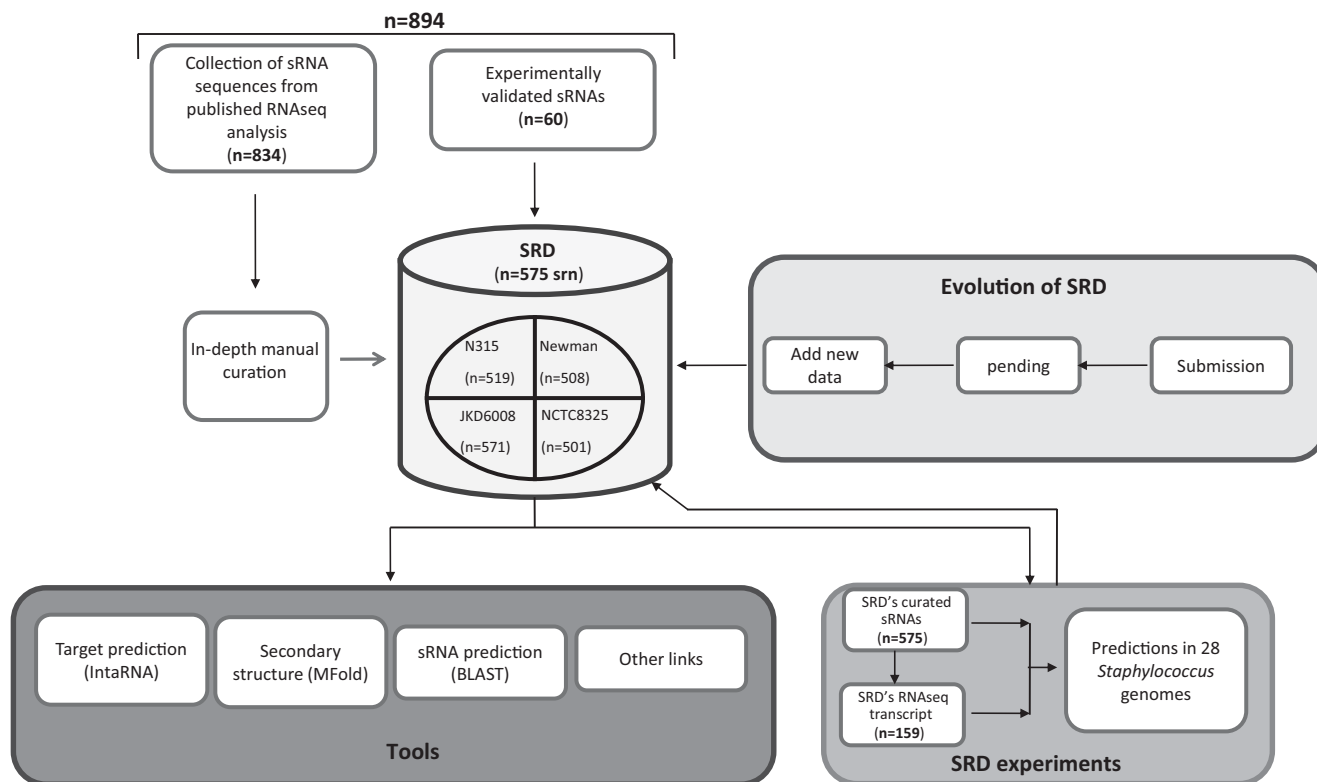 n=894
Collection of sRNA
sequences from
published RNAseq
analysis
(n=834)
Experimentally
validated sRNAs
(n=60)
SRD
(n=575 srn)
N315
(n=519)
Newman
(n=508)
JKD6008
(n=571)
NCTC8325
(n=501)
In-depth manual
curation
Evolution of SRD
Add new
data
pending
Submission
Target prediction
(IntaRNA)
Secondary
structure (MFold)
sRNA prediction
(BLAST)
Other links
Tools
SRD's curated
sRNAs
(n=575)
SRD's RNAseq
transcript
(n=159)
Predictions in 28
Staphylococcus
genomes
SRD experiments